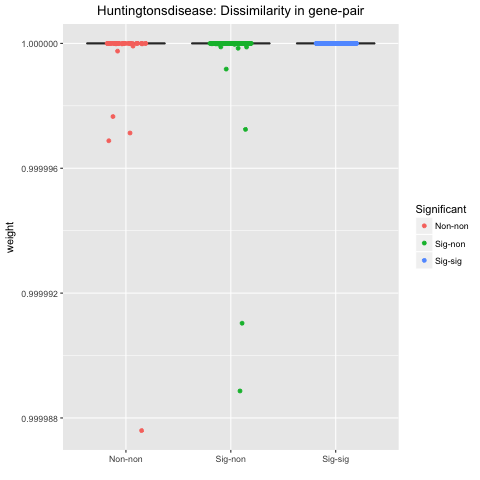 Huntingtonsdisease: Dissimilarity in gene-pair
1.000000
0.999996
0.999992
0.999988
weight
Non-non
Sig-non
Sig-sig
Significant
Non-non
Sig-non
Sig-sig